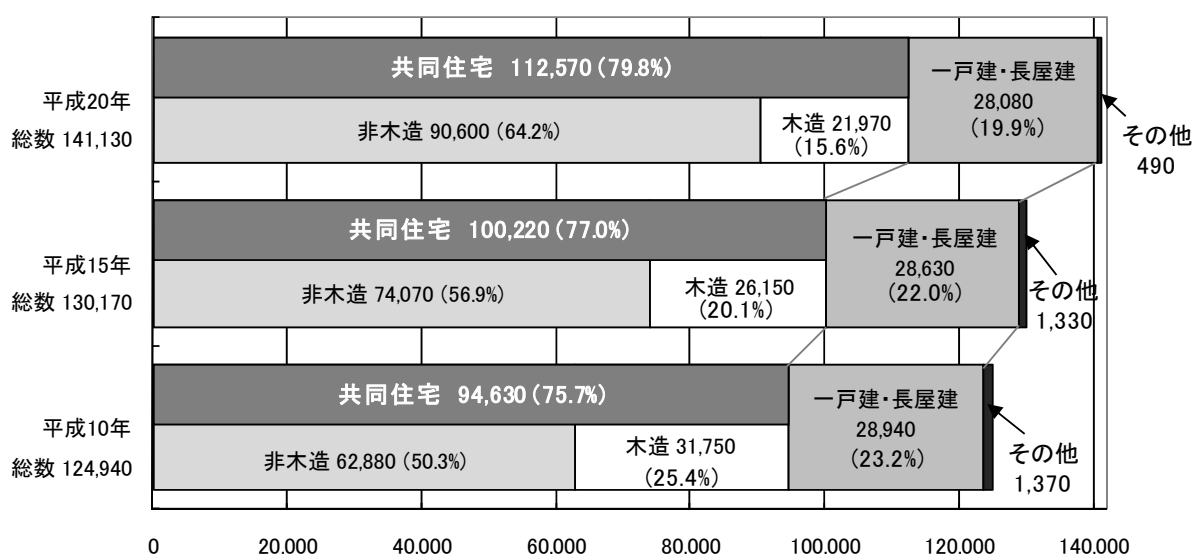 共同住宅 112,570(79.8%)
一戸建・長屋建
28,080
(19.9%)
平成20年
総数 141,130
非木造 90,600 (64.2%)
木造 21,970
(15.6%)
その他
490
共同住宅 100,220(77.0%)
一戸建・長屋建
28,630
(22.0%)
平成15年
総数 130,170
非木造 74,070 (56.9%)
木造 26,150
(20.1%)
その他
1,330
共同住宅 94,630(75.7%)
一戸建・長屋建
28,940
(23.2%)
平成10年
総数 124,940
非木造 62,880 (50.3%)
木造 31,750
(25.4%)
その他
1,370
0 20.000 40.000 60.000 80.000 100.000 120.000 140.000